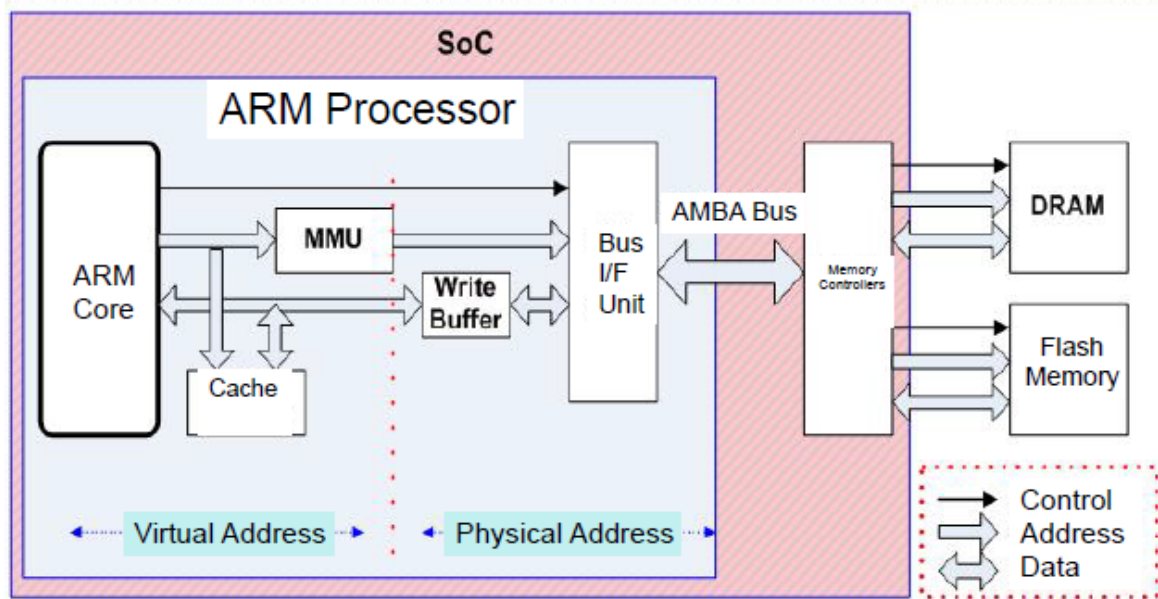 SoC
ARM Processor
ARM
Core
MMU
Write
Buffer
Cache
Bus
I/F
Unit
AMBA Bus
Memory
Controllers
DRAM
Flash
Memory
Virtual Address
Physical Address
Control
Address
Data